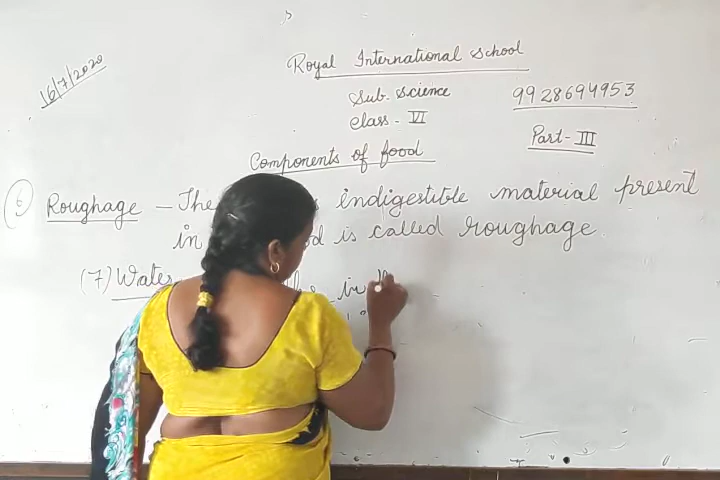 16/7/2020
Royal International School
Sub. Science
9928694953
Class - VI
Part - III
Components of food
6 Roughage - The indigestible material present
in is called roughage.
(7) Water in